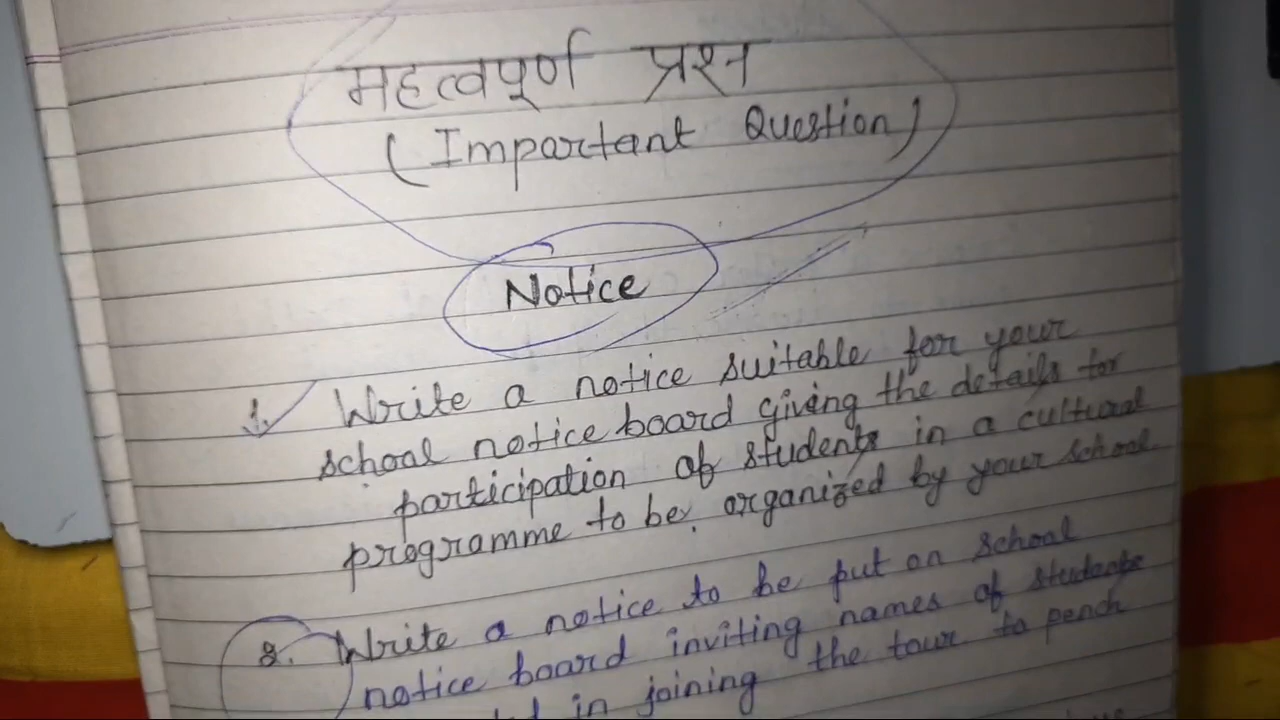 महत्वपूर्ण प्रश्न
(Impartant Question)
Notice
1. Write a notice suitable for your
school notice board giving the details for
participation of students in a cultural
programme to be organized by your school.
2. Write a notice to be put on school
notice board inviting names of students
in joining the tour to pench